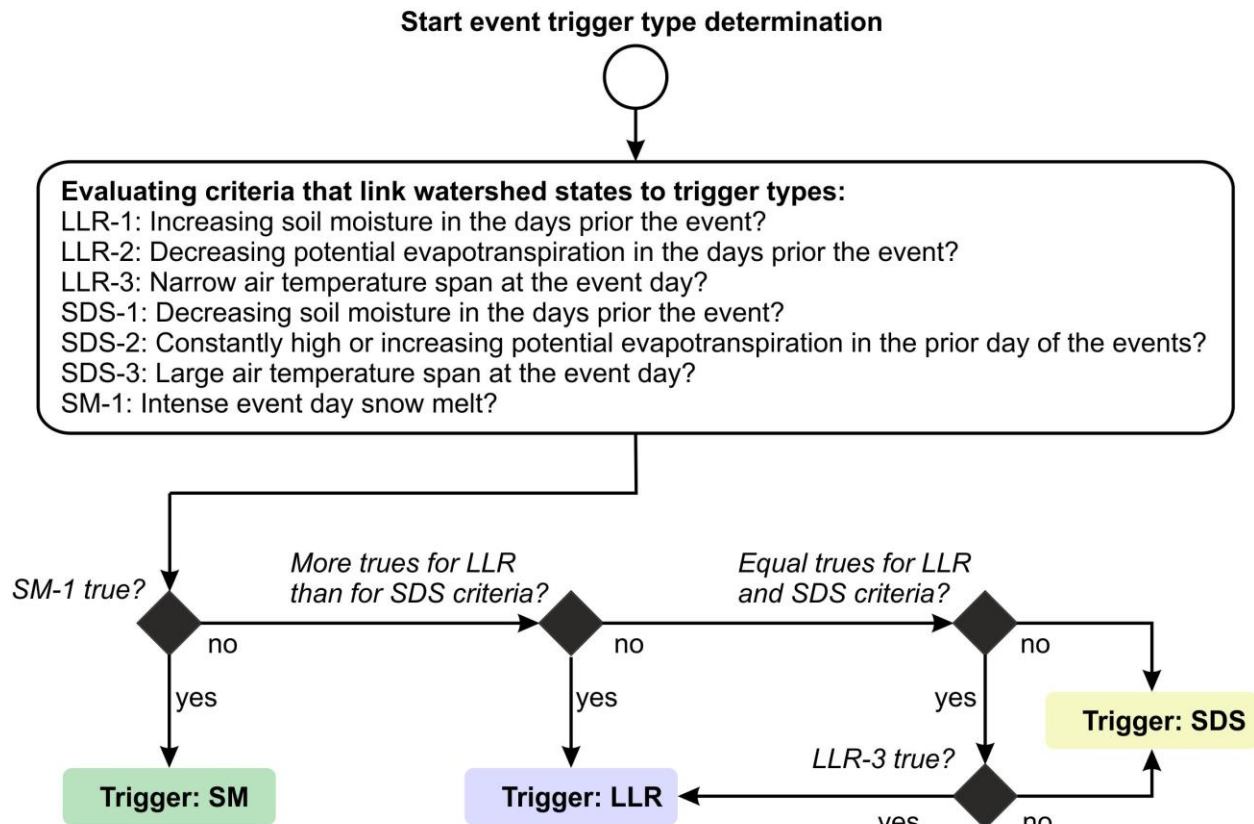 Start event trigger type determination
Evaluating criteria that link watershed states to trigger types:
LLR-1: Increasing soil moisture in the days prior the event?
LLR-2: Decreasing potential evapotranspiration in the days prior the event?
LLR-3: Narrow air temperature span at the event day?
SDS-1: Decreasing soil moisture in the days prior the event?
SDS-2: Constantly high or increasing potential evapotranspiration in the prior day of the events?
SDS-3: Large air temperature span at the event day?
SM-1: Intense event day snow melt?
SM-1 true?
More trues for LLR
than for SDS criteria?
Equal trues for LLR
and SDS criteria?
no
no
no
yes
yes
yes
Trigger: SDS
LLR-3 true?
Trigger: SM
Trigger: LLR
yes
no